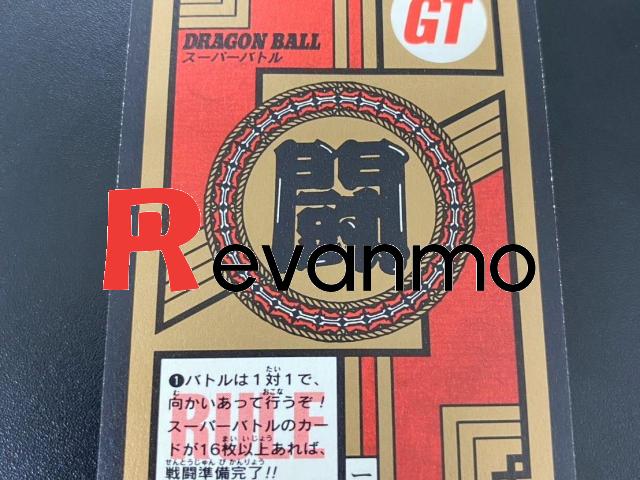 GT
DRAGON BALL
スーパーバトル
闘
Revanmo
❶バトルは1対1で、
向かいあって行うぞ!
スーパーバトルのカー
ドが16枚以上あれば、
戦闘準備完了!!
RULE
一